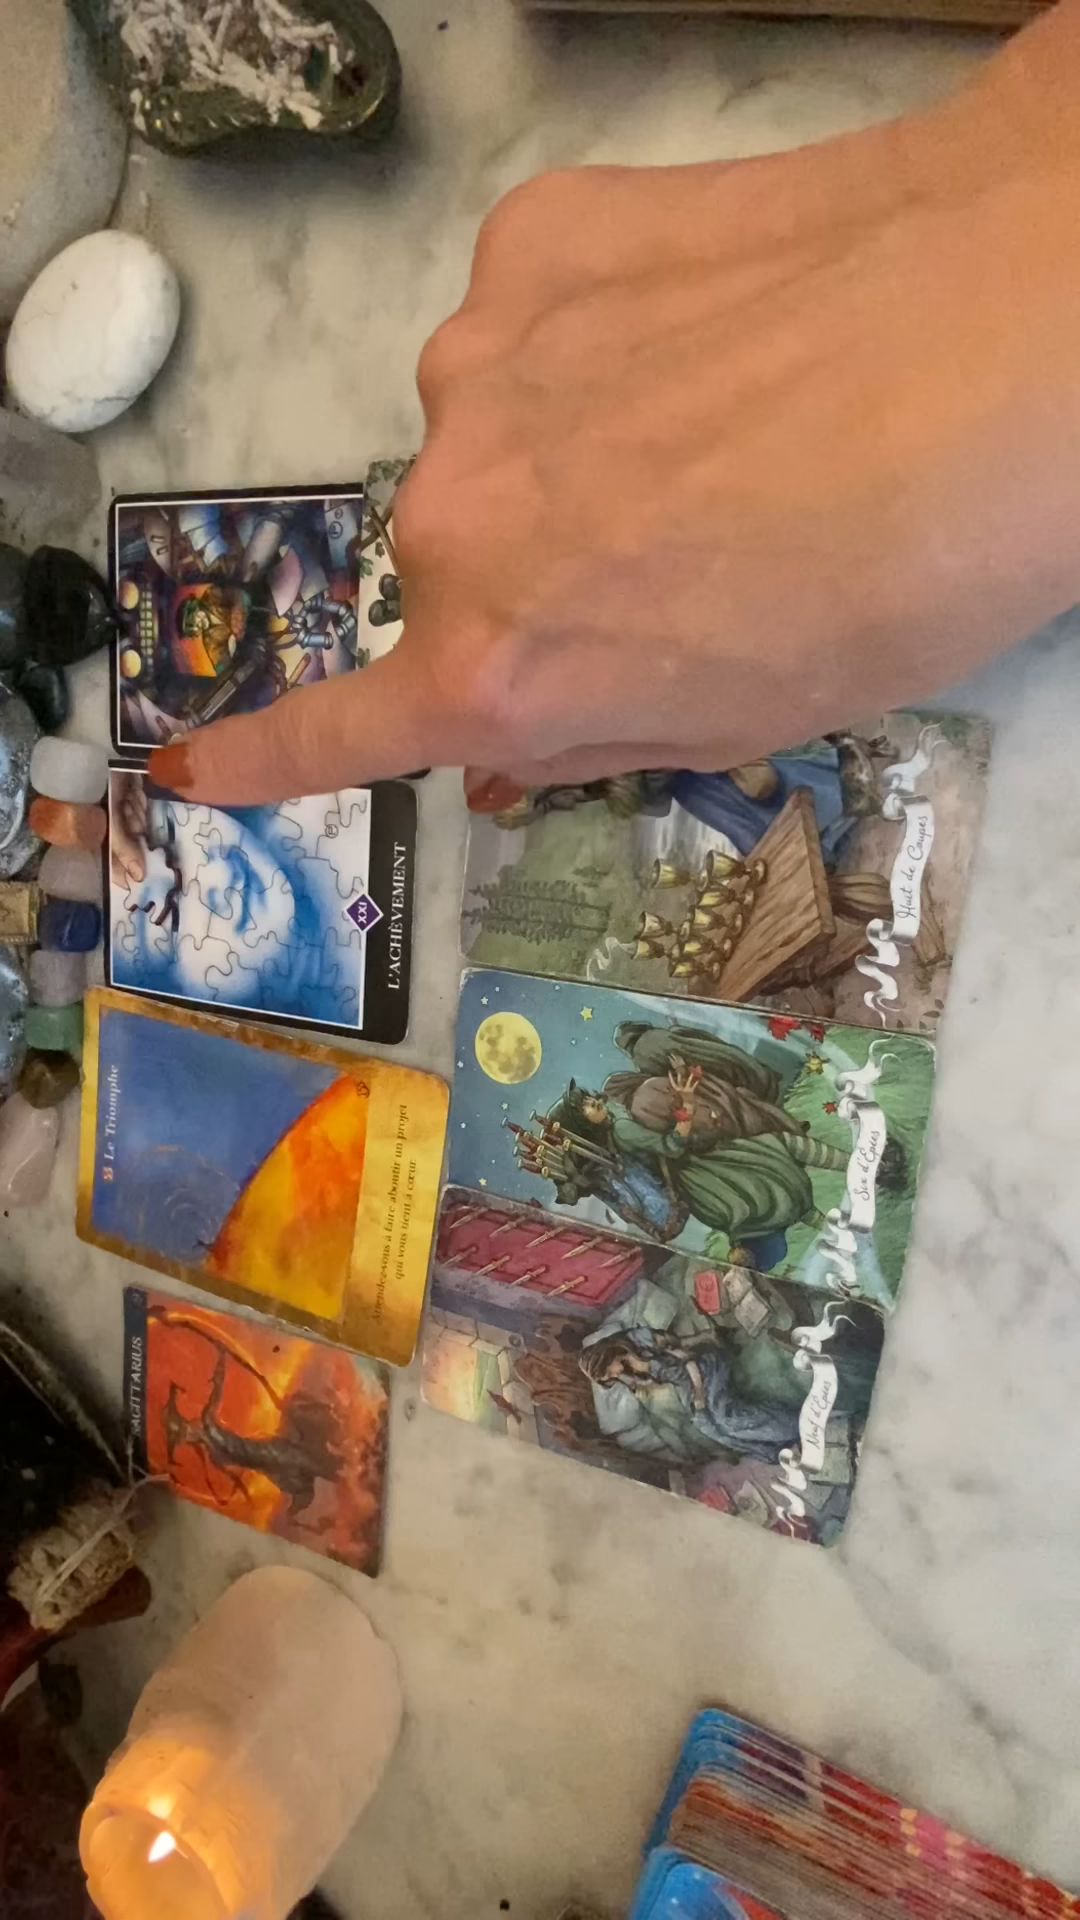 L'ACHÈVEMENT
XXI
53 Le Triomphe
Attendez-vous à faire aboutir un projet
qui vous tient à cœur.
SAGITTARIUS
Huit de Coupes
Six d'Épées
Neuf d'Épées